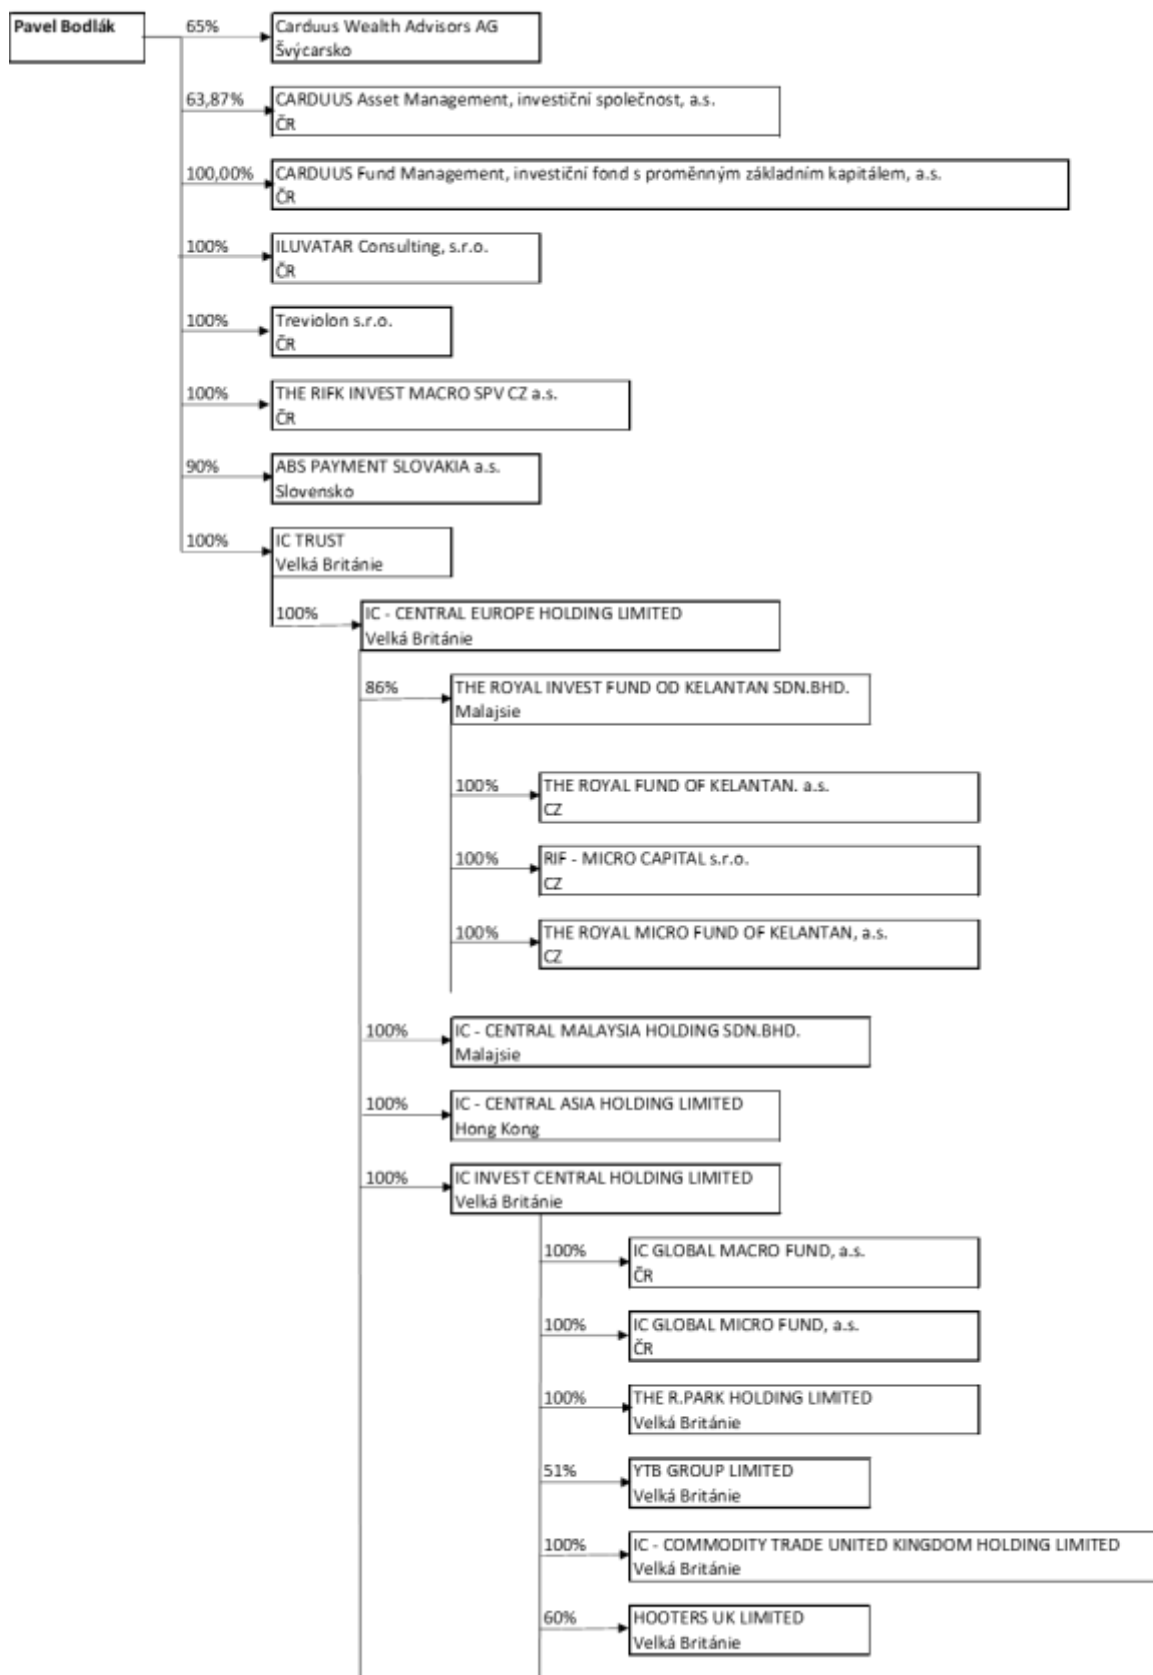 Pavel Bodlák
65%
Carduus Wealth Advisors AG
Švýcarsko
63,87%
CARDUUS Asset Management, investiční společnost, a.s.
ČR
100,00%
CARDUUS Fund Management, investiční fond s proměnným základním kapitálem, a.s.
ČR
100%
ILUVATAR Consulting, s.r.o.
ČR
100%
Treviolon s.r.o.
ČR
100%
THE RIFK INVEST MACRO SPV CZ a.s.
ČR
90%
ABS PAYMENT SLOVAKIA a.s.
Slovensko
100%
IC TRUST
Velká Británie
100%
IC - CENTRAL EUROPE HOLDING LIMITED
Velká Británie
86%
THE ROYAL INVEST FUND OD KELANTAN SDN.BHD.
Malajsie
100%
THE ROYAL FUND OF KELANTAN. a.s.
CZ
100%
RIF - MICRO CAPITAL s.r.o.
CZ
100%
THE ROYAL MICRO FUND OF KELANTAN, a.s.
CZ
100%
IC - CENTRAL MALAYSIA HOLDING SDN.BHD.
Malajsie
100%
IC - CENTRAL ASIA HOLDING LIMITED
Hong Kong
100%
IC INVEST CENTRAL HOLDING LIMITED
Velká Británie
100%
IC GLOBAL MACRO FUND, a.s.
ČR
100%
IC GLOBAL MICRO FUND, a.s.
ČR
100%
THE R.PARK HOLDING LIMITED
Velká Británie
51%
YTB GROUP LIMITED
Velká Británie
100%
IC - COMMODITY TRADE UNITED KINGDOM HOLDING LIMITED
Velká Británie
60%
HOOTERS UK LIMITED
Velká Británie